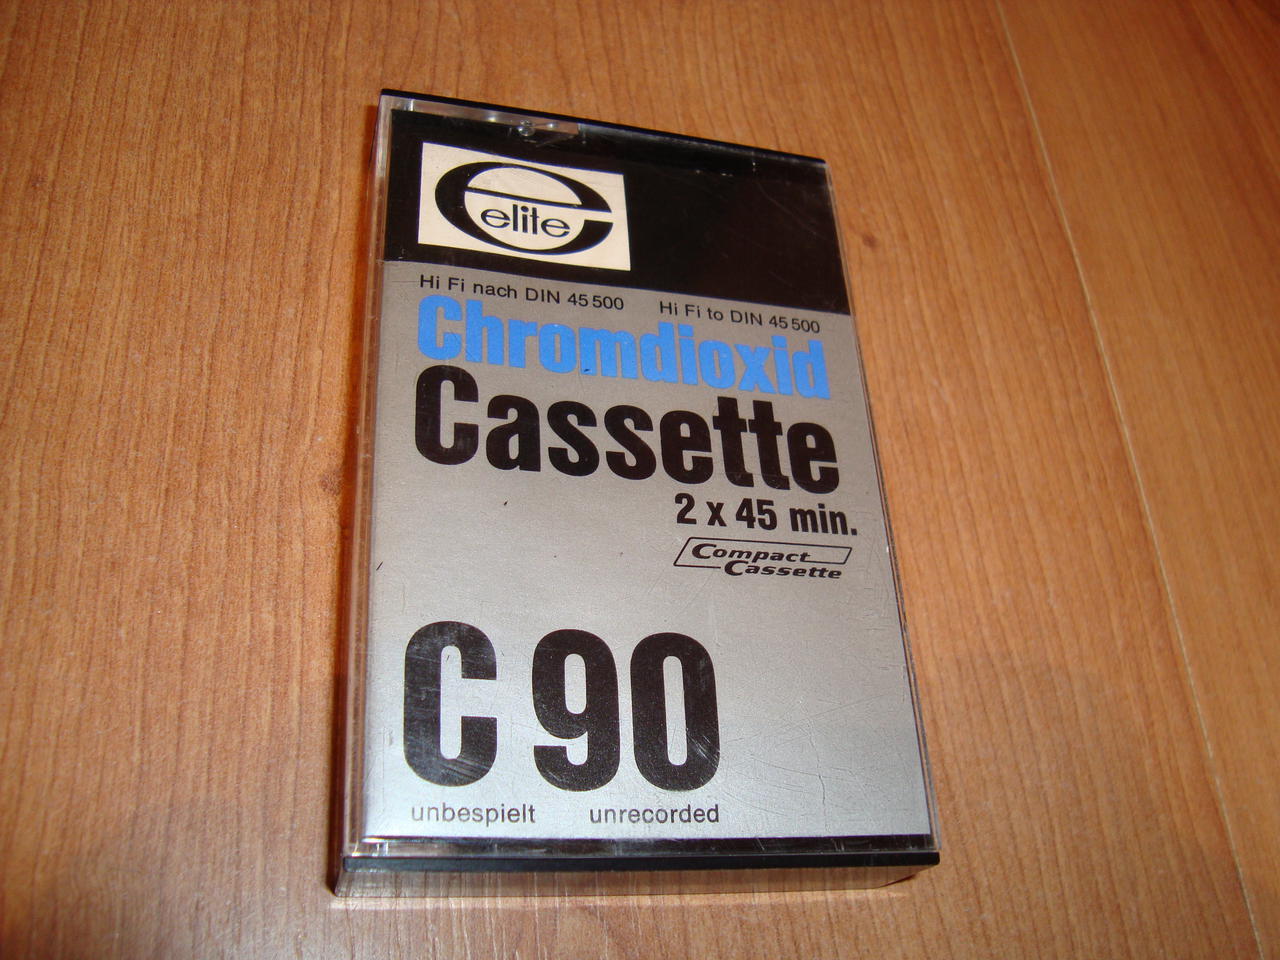 elite
Hi Fi nach DIN 45 500 Hi Fi to DIN 45 500
Chromdioxid
Cassette
2 x 45 min.
Compact
Cassette
C 90
unbespielt unrecorded